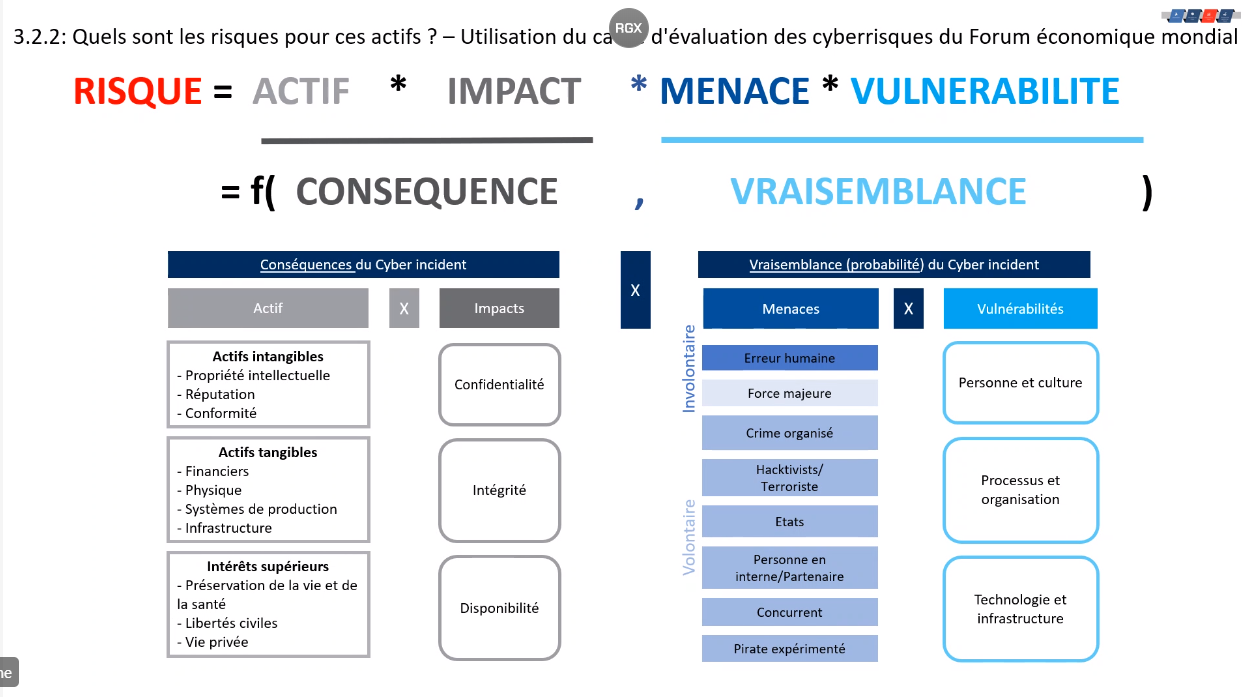 RGX
3.2.2: Quels sont les risques pour ces actifs ? – Utilisation du d'évaluation des cyberrisques du Forum économique mondial
RISQUE = ACTIF * IMPACT * MENACE * VULNERABILITE
= f( CONSEQUENCE , VRAISEMBLANCE )
Conséquences du Cyber incident
X
Vraisemblance (probabilité) du Cyber incident
Actif
X
Impacts
Menaces
X
Vulnérabilités
Actifs intangibles
- Propriété intellectuelle
- Réputation
- Conformité
Actifs tangibles
- Financiers
- Physique
- Systèmes de production
- Infrastructure
Intérêts supérieurs
- Préservation de la vie et de
la santé
- Libertés civiles
- Vie privée
Confidentialité
Intégrité
Disponibilité
Involontaire
Volontaire
Erreur humaine
Force majeure
Crime organisé
Hacktivists/
Terroriste
Etats
Personne en
interne/Partenaire
Concurrent
Pirate expérimenté
Personne et culture
Processus et
organisation
Technologie et
infrastructure